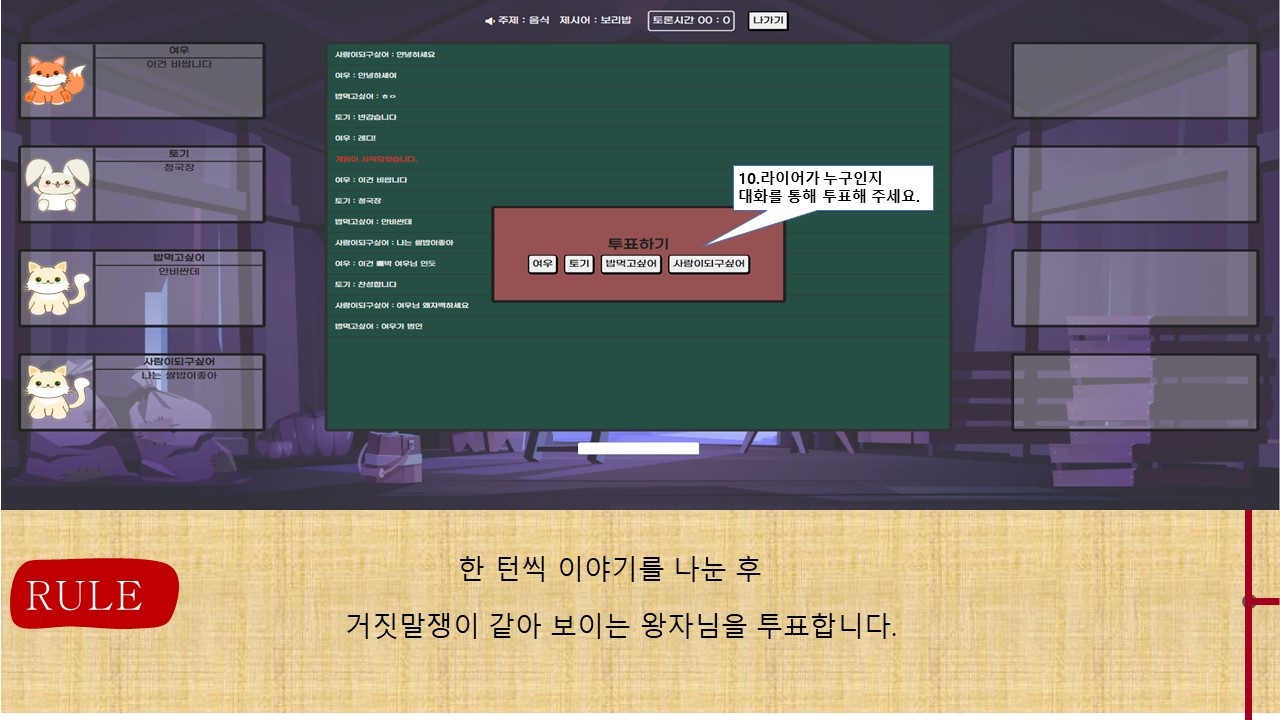 주제 : 음식 제시어 : 보리밥 토론시간 00 : 0 나가기
여우
이건 비쌉니다
토기
청국장
밥먹고싶어
안비싼데
사람이되구싶어
나는 쌀밥이좋아
사람이되구싶어 : 안녕하세요
여우 : 안녕하세여
밥먹고싶어 : ㅎㅇ
토기 : 반갑습니다
여우 : 레디!
게임이 시작되었습니다.
여우 : 이건 비쌉니다
토기 : 청국장
밥먹고싶어 : 안비싼데
사람이되구싶어 : 나는 쌀밥이좋아
여우 : 이건 빼박 여우님 인듯
토기 : 찬성합니다
사람이되구싶어 : 여우님 왜자백하세요
밥먹고싶어 : 여우가 범인
10.라이어가 누구인지
대화를 통해 투표해 주세요.
투표하기
여우 토기 밥먹고싶어 사람이되구싶어
RULE
한 턴씩 이야기를 나눈 후
거짓말쟁이 같아 보이는 왕자님을 투표합니다.